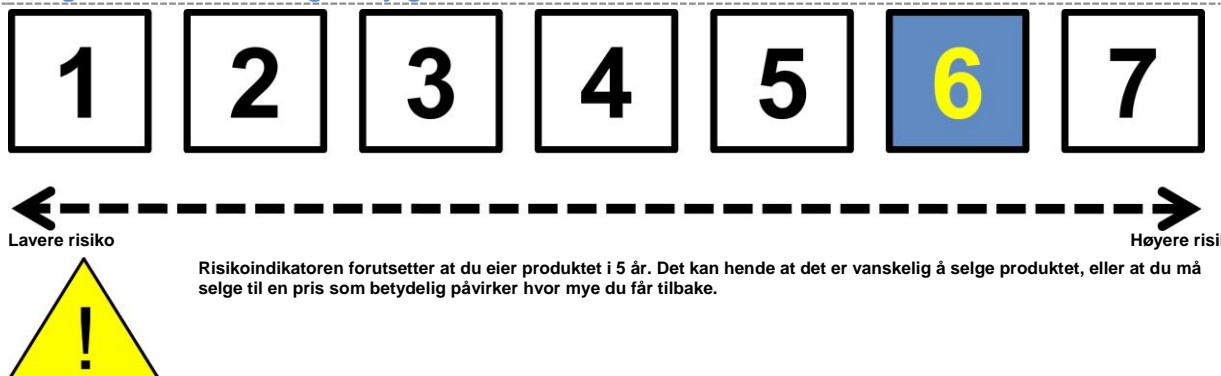 1 2 3 4 5 6 7
Lavere risiko Høyere risi
Risikoindikatoren forutsetter at du eier produktet i 5 år. Det kan hende at det er vanskelig å selge produktet, eller at du må
selge til en pris som betydelig påvirker hvor mye du får tilbake.
!